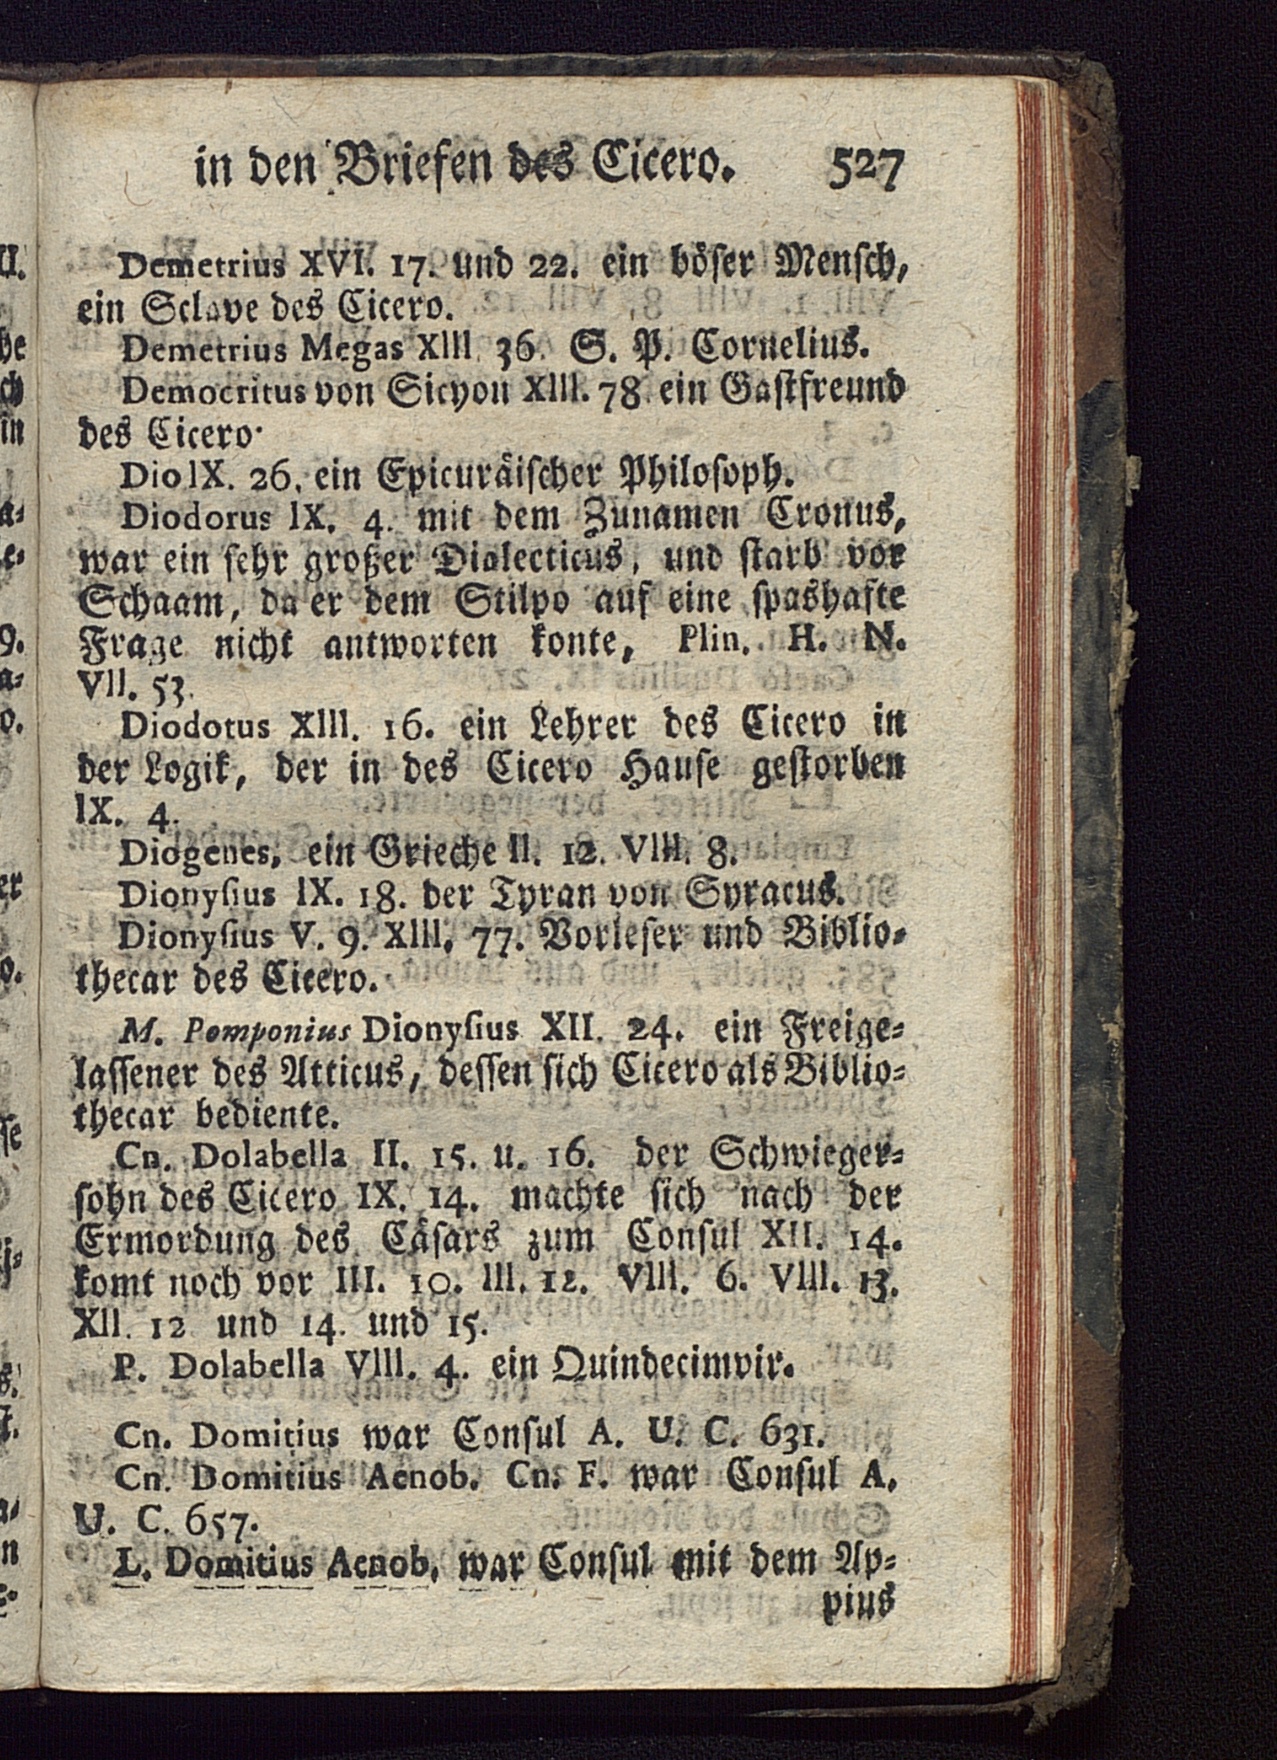 in den Briefen des Cicero. 527
Demetrius XVI. 17. und 22. ein böser Mensch,
ein Sclave des Cicero.
Demetrius Megas XIII. 36. S. P. Cornelius.
Democritus von Sicyon XIII. 78. ein Gastfreund
des Cicero.
Dio IX. 26. ein Epicuräischer Philosoph.
Diodorus IX. 4. mit dem Zunamen Cronus,
war ein sehr großer Dialecticus, und starb vor
Schaam, da er dem Stilpo auf eine spashafte
Frage nicht antworten konte, Plin. H. N.
VII. 53.
Diodotus XIII. 16. ein Lehrer des Cicero in
der Logik, der in des Cicero Hause gestorben
IX. 4.
Diogenes, ein Grieche II. 12. VIII. 8.
Dionysius IX. 18. der Tyran von Syracus.
Dionysius V. 9. XIII. 77. Vorleser und Biblio-
thecar des Cicero.
M. Pomponius Dionysius XII. 24. ein Freige-
lassener des Atticus, dessen sich Cicero als Biblio-
thecar bediente.
Cn. Dolabella II. 15. u. 16. der Schwieger-
sohn des Cicero IX. 14. machte sich nach der
Ermordung des Cäsars zum Consul XII. 14.
komt noch vor III. 10. III. 12. VIII. 6. VIII. 13.
XII. 12 und 14. und 15.
P. Dolabella VIII. 4. ein Quindecimvir.
Cn. Domitius war Consul A. U. C. 631.
Cn. Domitius Aenob. Cn. F. war Consul A.
U. C. 657.
L. Domitius Aenob. war Consul mit dem Ap-
pius